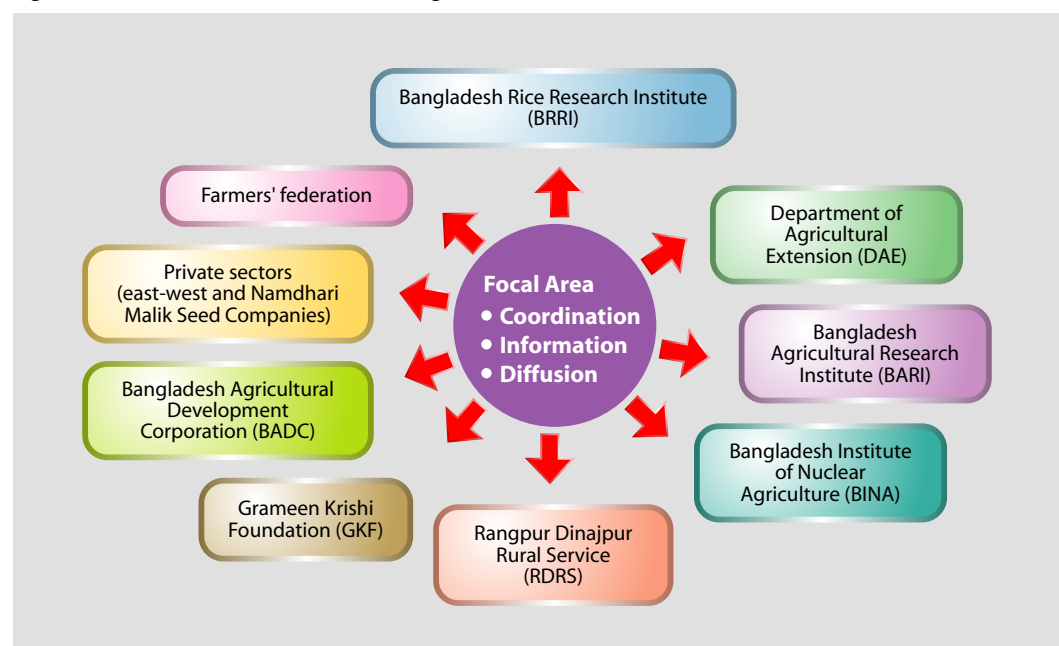 Bangladesh Rice Research Institute
(BRRI)
Farmers' federation
Department of
Agricultural
Extension (DAE)
Private sectors
(east-west and Namdhari
Malik Seed Companies)
Focal Area
• Coordination
• Information
• Diffusion
Bangladesh
Agricultural Research
Institute (BARI)
Bangladesh Agricultural
Development
Corporation (BADC)
Bangladesh Institute
of Nuclear
Agriculture (BINA)
Grameen Krishi
Foundation (GKF)
Rangpur Dinajpur
Rural Service
(RDRS)